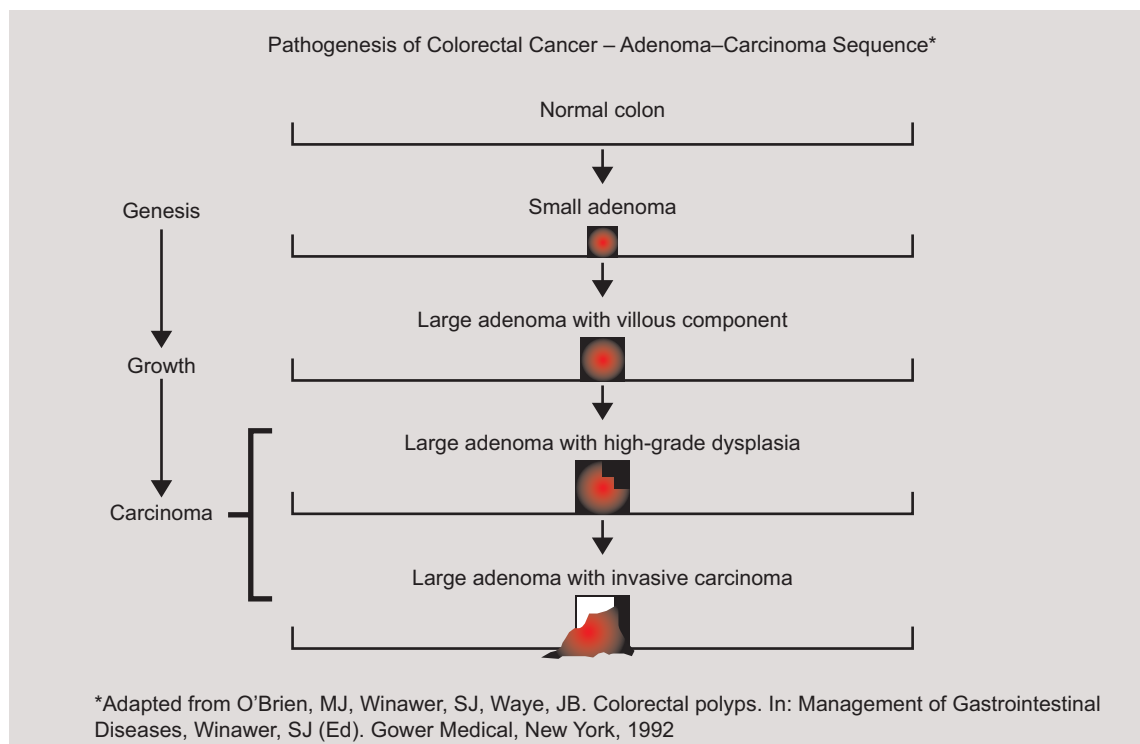 Pathogenesis of Colorectal Cancer – Adenoma–Carcinoma Sequence*
Normal colon
Genesis
Small adenoma
Large adenoma with villous component
Growth
Large adenoma with high-grade dysplasia
Carcinoma
Large adenoma with invasive carcinoma
*Adapted from O’Brien, MJ, Winawer, SJ, Waye, JB. Colorectal polyps. In: Management of Gastrointestinal
Diseases, Winawer, SJ (Ed). Gower Medical, New York, 1992